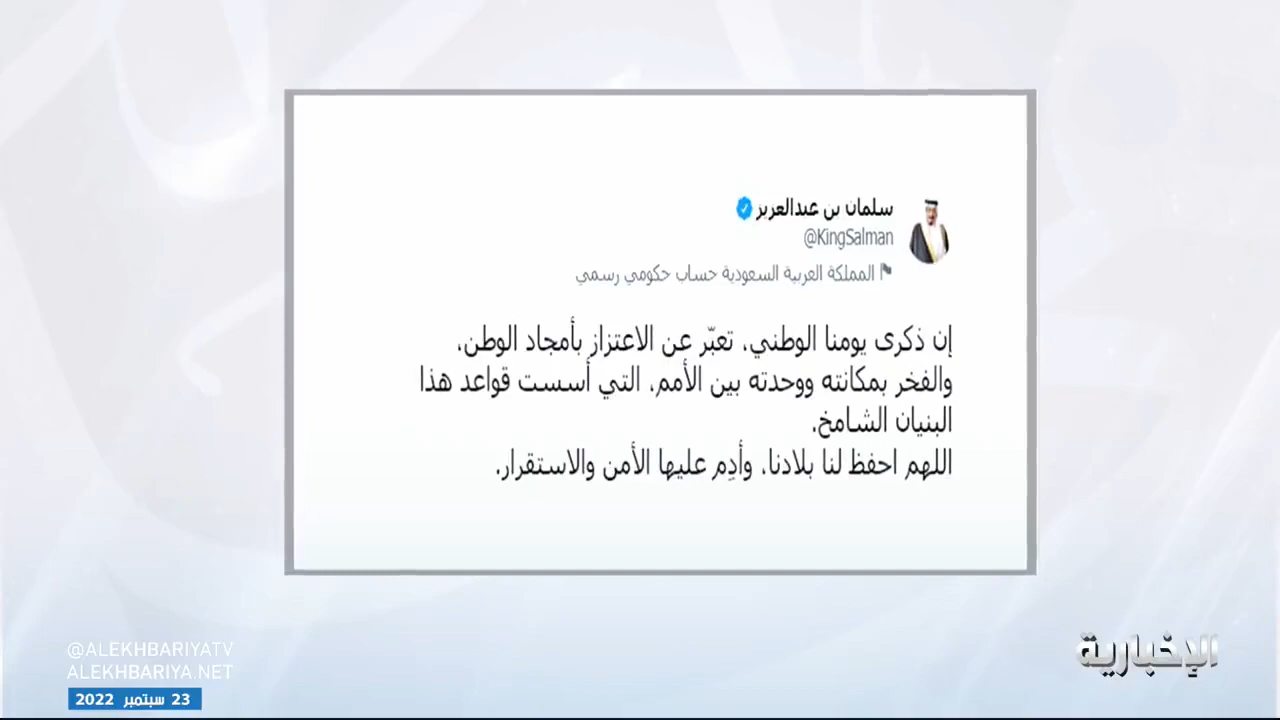 سلمان بن عبدالعزيز
@KingSalman
المملكة العربية السعودية حساب حكومي رسمي
إن ذكرى يومنا الوطني، تعبّر عن الاعتزاز بأمجاد الوطن،
والفخر بمكانته ووحدته بين الأمم، التي أسست قواعد هذا
البنيان الشامخ.
اللهم احفظ لنا بلادنا، وأدِم عليها الأمن والاستقرار.
الإخبارية
@ALEKHBARIYATV
ALEKHBARIYA.NET
23 سبتمبر 2022